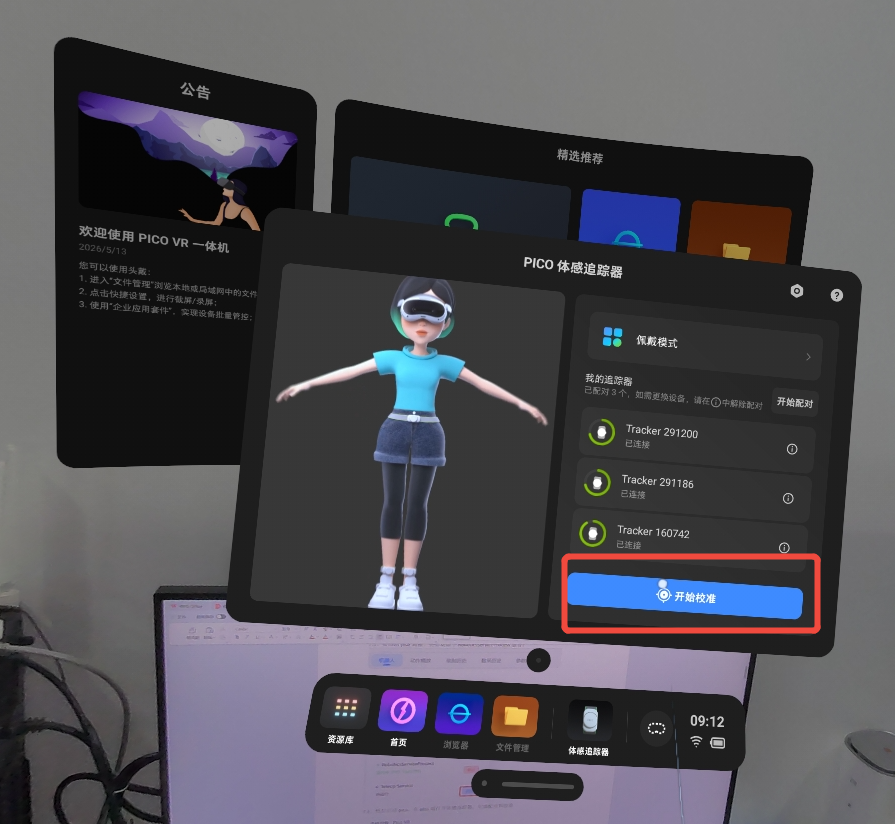 公告
欢迎使用 PICO VR 一体机
2026/5/13
您可以使用头戴：
1. 进入"文件管理"浏览本地或局域网中的文件
2. 点击快捷设置，进行截屏/录屏；
3. 使用"企业应用套件"，实现设备批量管控；
精选推荐
PICO 体感追踪器
佩戴模式
我的追踪器
已配对 3 个，如需更换设备，请在ⓘ中解除配对
开始配对
Tracker 291200
已连接
Tracker 291186
已连接
Tracker 160742
已连接
开始校准
资源库
首页
浏览器
文件管理
体感追踪器
09:12